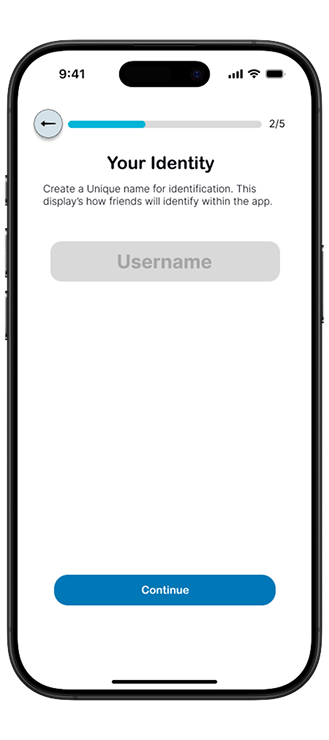 9:41
2/5
Your Identity
Create a Unique name for identification. This
display's how friends will identify within the app.
Username
Continue